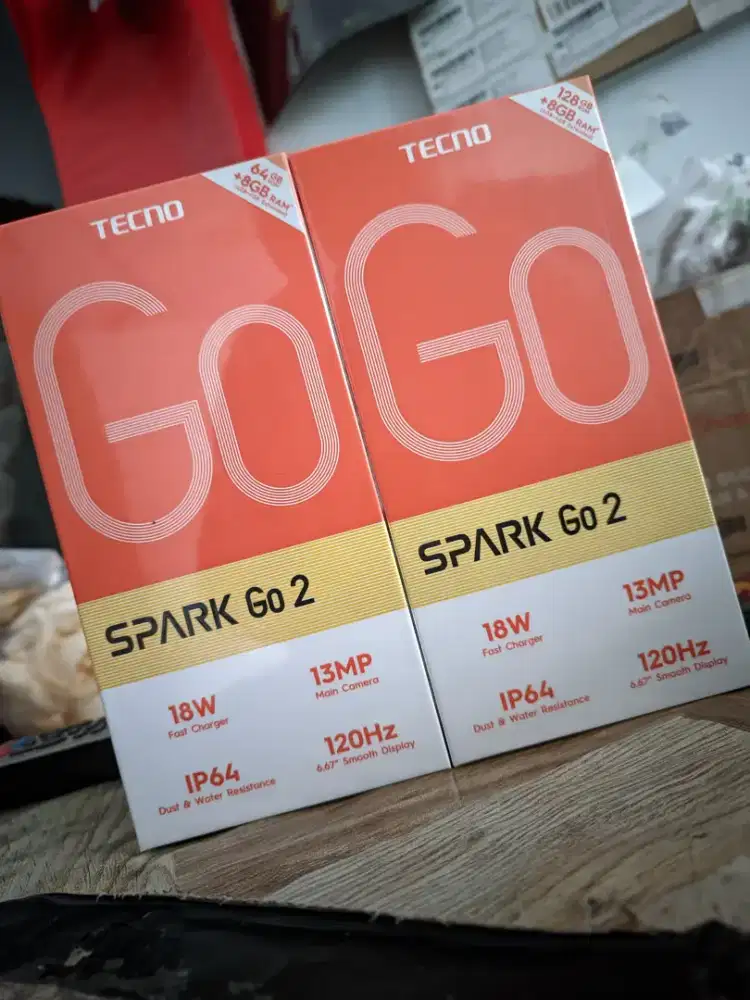 TECNO
64GB
+8GB RAM*
Go
SPARK Go 2
18W
Fast Charger
13MP
Main Camera
IP64
Dust & Water Resistance
120Hz
6.67" Smooth Display
TECNO
128GB
+8GB RAM*
Go
SPARK Go 2
18W
Fast Charger
13MP
Main Camera
IP64
Dust & Water Resistance
120Hz
6.67" Smooth Display